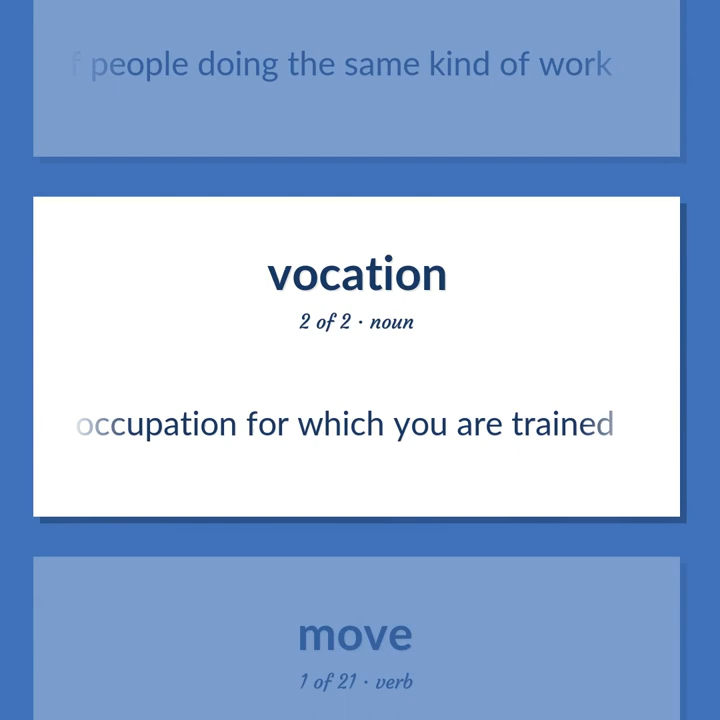 people doing the same kind of work
vocation
2 of 2 · noun
occupation for which you are trained
move
1 of 21 · verb